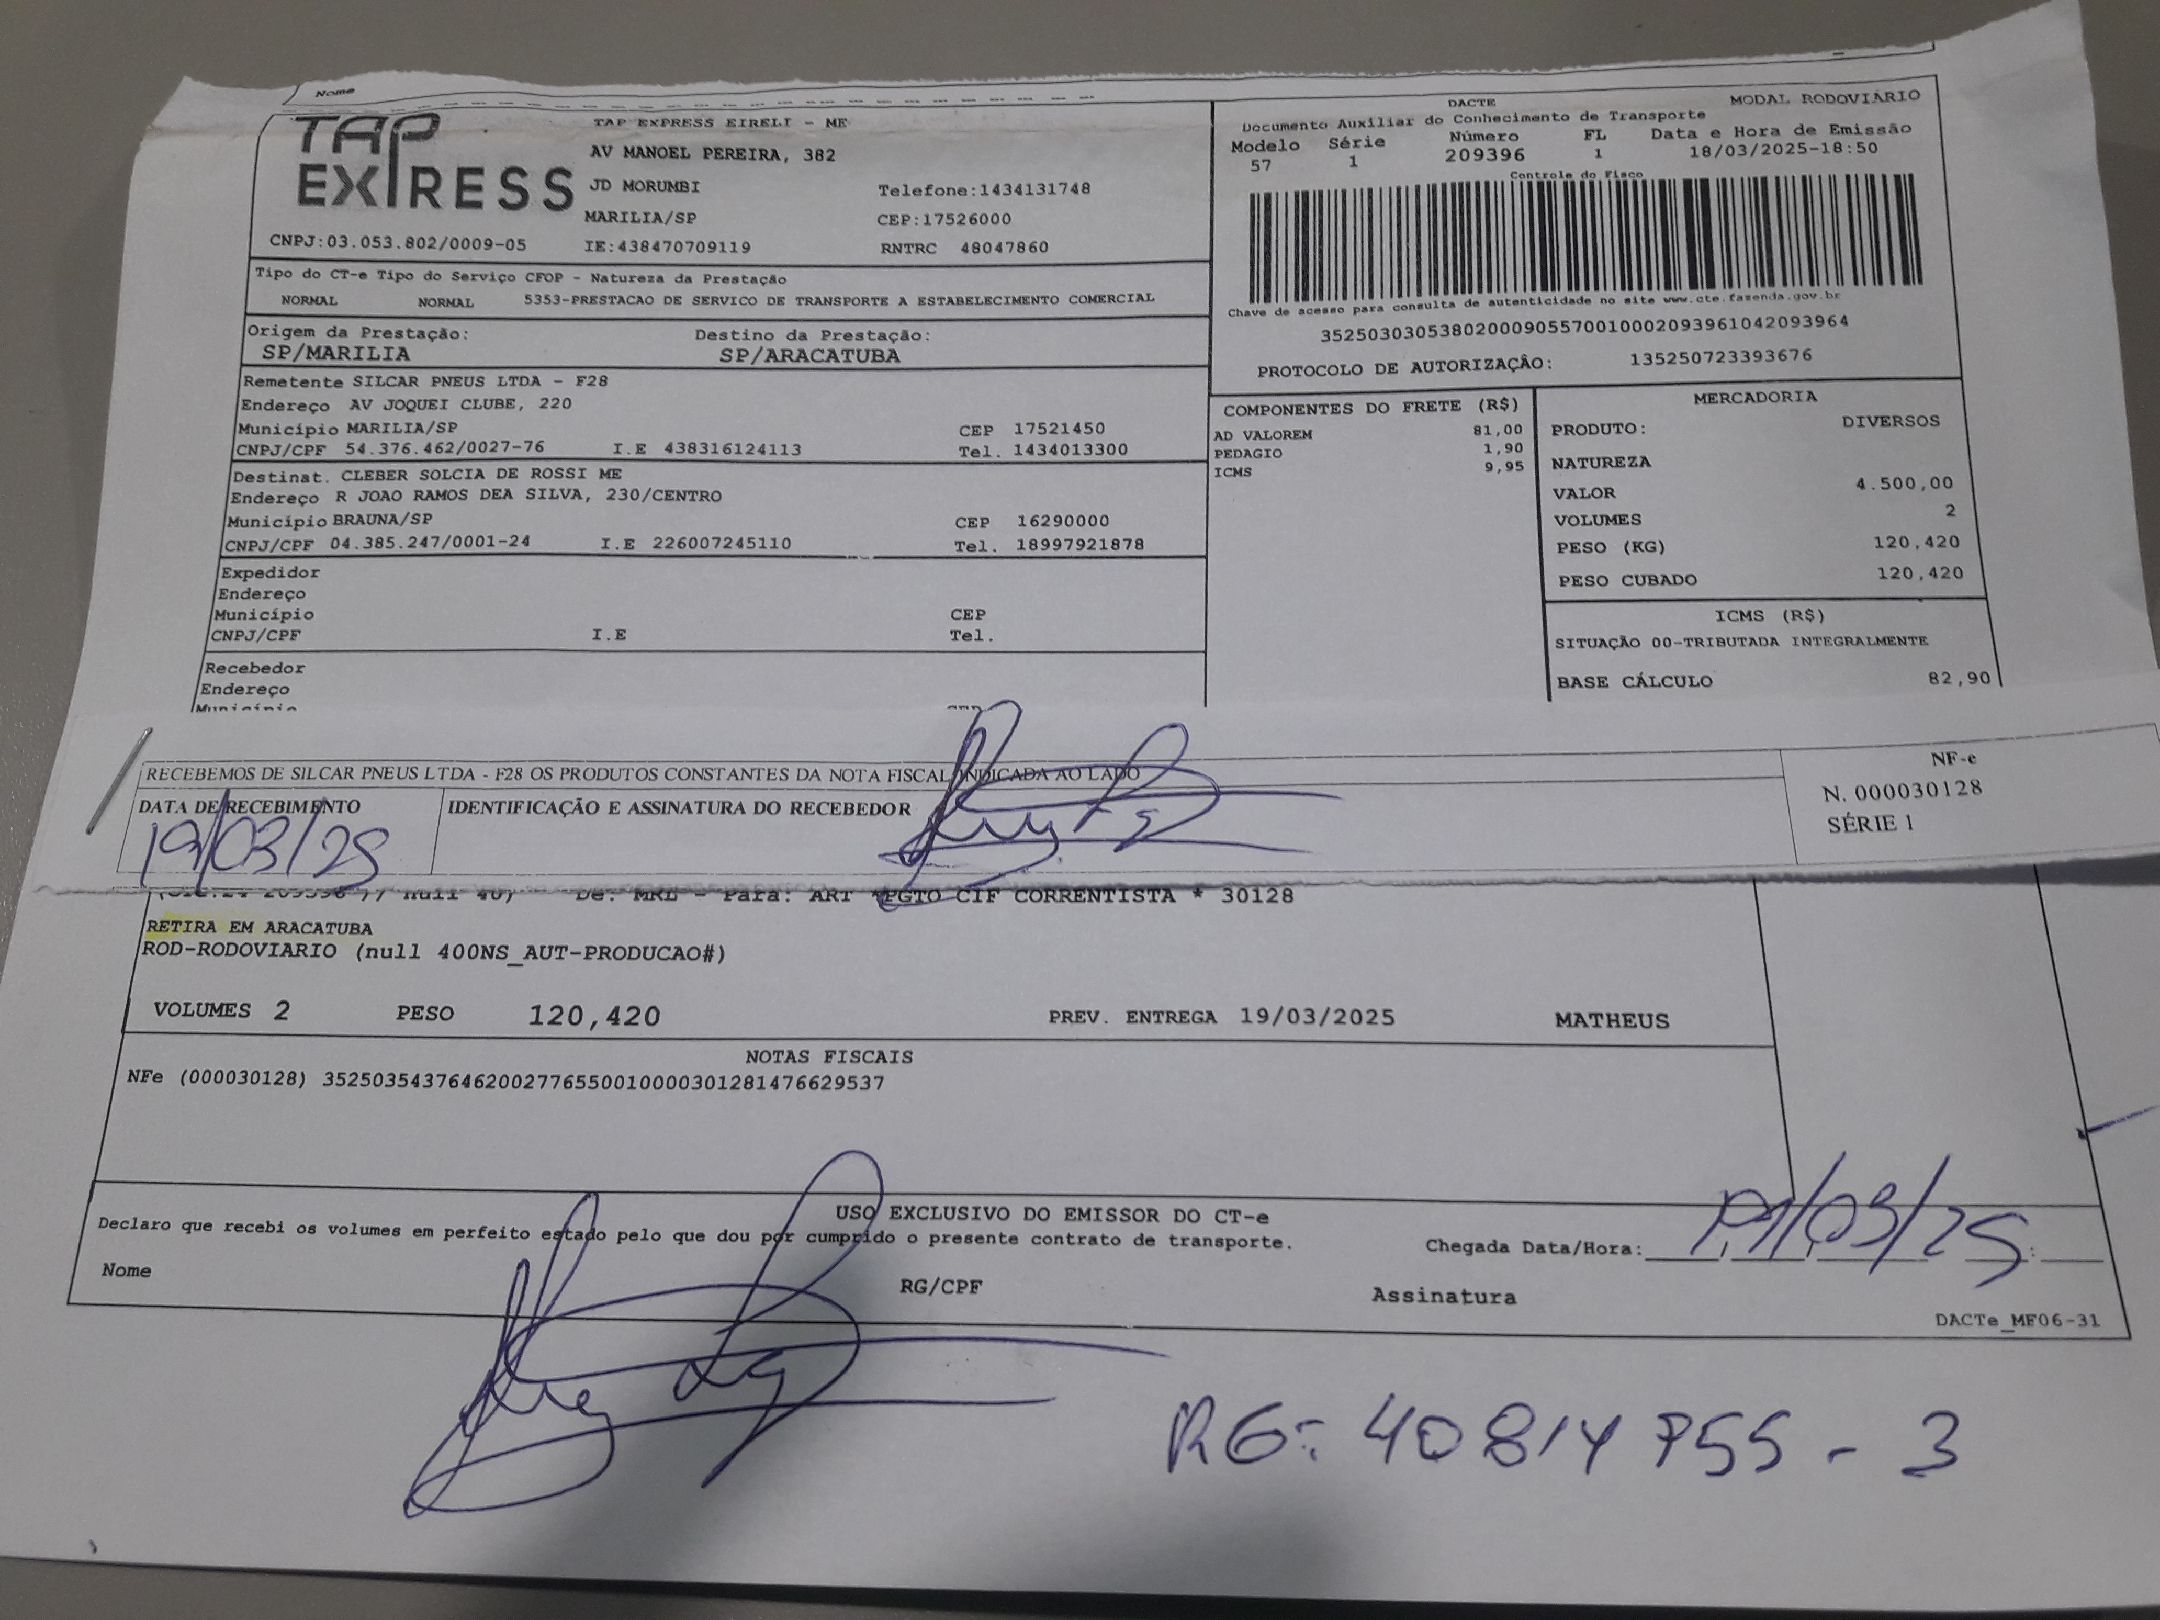 Nome
TAP EXPRESS
TAP EXPRESS EIRELI - ME
AV MANOEL PEREIRA, 382
JD MORUMBI Telefone:1434131748
MARILIA/SP CEP:17526000
CNPJ:03.053.802/0009-05 IE:438470709119 RNTRC 48047860
DACTE MODAL RODOVIÁRIO
Documento Auxiliar do Conhecimento de Transporte
Modelo Série Número FL Data e Hora de Emissão
57 1 209396 1 18/03/2025-18:50
Controle do Fisco
Chave de acesso para consulta de autenticidade no site www.cte.fazenda.gov.br
35250303053802000905570010002093961042093964
PROTOCOLO DE AUTORIZAÇÂO: 135250723393676
Tipo do CT-e Tipo do Serviço CFOP - Natureza da Prestação
NORMAL NORMAL 5353-PRESTACAO DE SERVICO DE TRANSPORTE A ESTABELECIMENTO COMERCIAL
Origem da Prestação: Destino da Prestação:
SP/MARILIA SP/ARACATUBA
Remetente SILCAR PNEUS LTDA - F28
Endereço AV JOQUEI CLUBE, 220
Município MARILIA/SP CEP 17521450
CNPJ/CPF 54.376.462/0027-76 I.E 438316124113 Tel. 1434013300
Destinat. CLEBER SOLCIA DE ROSSI ME
Endereço R JOAO RAMOS DEA SILVA, 230/CENTRO
Município BRAUNA/SP CEP 16290000
CNPJ/CPF 04.385.247/0001-24 I.E 226007245110 Tel. 18997921878
Expedidor
Endereço
Município CEP
CNPJ/CPF I.E Tel.
Recebedor
Endereço
Município CEP
COMPONENTES DO FRETE (R$)
AD VALOREM 81,00
PEDAGIO 1,90
ICMS 9,95
MERCADORIA
PRODUTO: DIVERSOS
NATUREZA
VALOR 4.500,00
VOLUMES 2
PESO (KG) 120,420
PESO CUBADO 120,420
ICMS (R$)
SITUAÇÃO 00-TRIBUTADA INTEGRALMENTE
BASE CÁLCULO 82,90
RECEBEMOS DE SILCAR PNEUS LTDA - F28 OS PRODUTOS CONSTANTES DA NOTA FISCAL INDICADA AO LADO
DATA DE RECEBIMENTO IDENTIFICAÇÃO E ASSINATURA DO RECEBEDOR
19/03/25
NF-e
N. 000030128
SÉRIE 1
209396 // null 40) De: MRL - Para: ART *PGTO CIF CORRENTISTA * 30128
RETIRA EM ARACATUBA
ROD-RODOVIARIO (null 400NS_AUT-PRODUCAO#)
VOLUMES 2 PESO 120,420 PREV. ENTREGA 19/03/2025 MATHEUS
NOTAS FISCAIS
NFe (000030128) 35250354376462002776550010000301281476629537
USO EXCLUSIVO DO EMISSOR DO CT-e
Declaro que recebi os volumes em perfeito estado pelo que dou por cumprido o presente contrato de transporte.
Chegada Data/Hora: 19/03/25
Nome RG/CPF Assinatura
DACTe_MF06-31
RG: 40814755-3